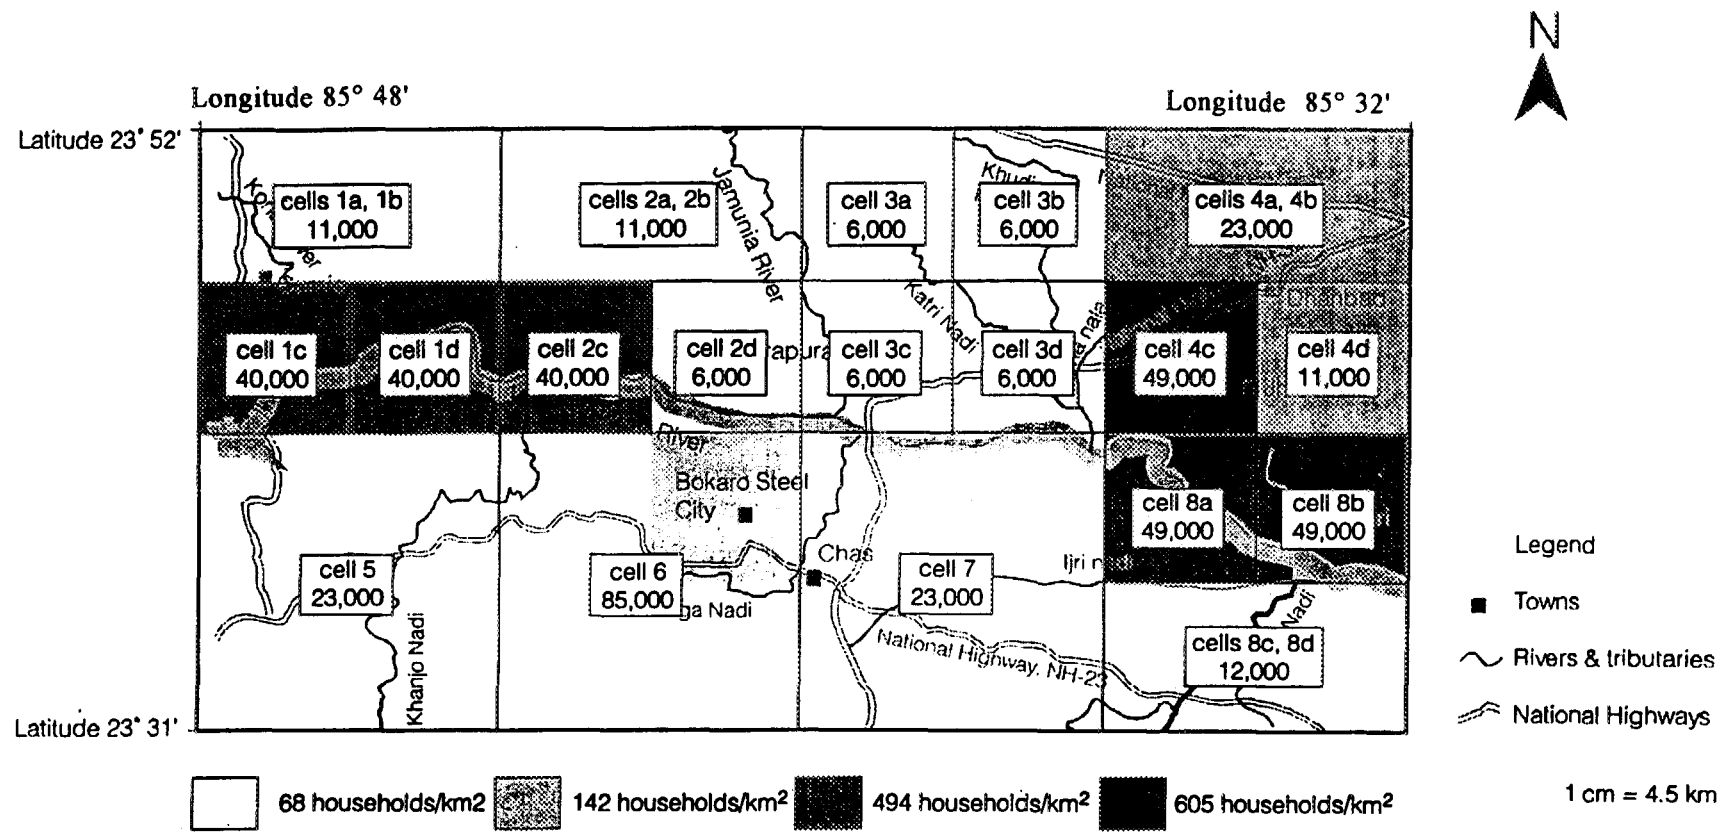 N
Longitude 85° 48'
Longitude 85° 32'
Latitude 23° 52'
cells 1a, 1b
11,000
cells 2a, 2b
11,000
cell 3a
6,000
cell 3b
6,000
cells 4a, 4b
23,000
Jamunia River
Katri Nadi
cell 1c
40,000
cell 1d
40,000
cell 2c
40,000
cell 2d
6,000
cell 3c
6,000
cell 3d
6,000
cell 4c
49,000
cell 4d
11,000
River
Bokaro Steel
City
cell 8a
49,000
cell 8b
49,000
Chas
Ijri n
cell 5
23,000
cell 6
85,000
cell 7
23,000
ga Nadi
Khanjo Nadi
National Highway, NH-23
Nadi
cells 8c, 8d
12,000
Latitude 23° 31'
Legend
Towns
Rivers & tributaries
National Highways
68 households/km2
142 households/km²
494 households/km²
605 households/km²
1 cm = 4.5 km